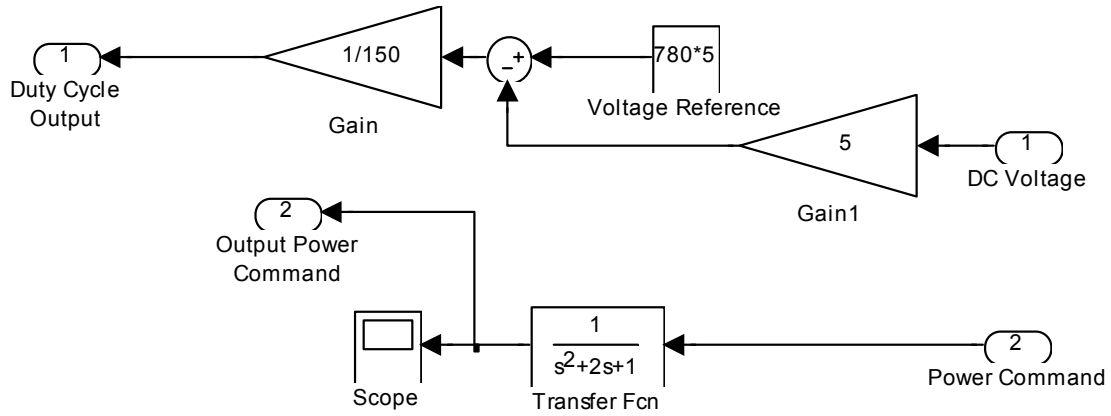 1
Duty Cycle
Output
1/150
Gain
+
−
780*5
Voltage Reference
5
Gain1
1
DC Voltage
2
Output Power
Command
Scope
1
s2+2s+1
Transfer Fcn
2
Power Command